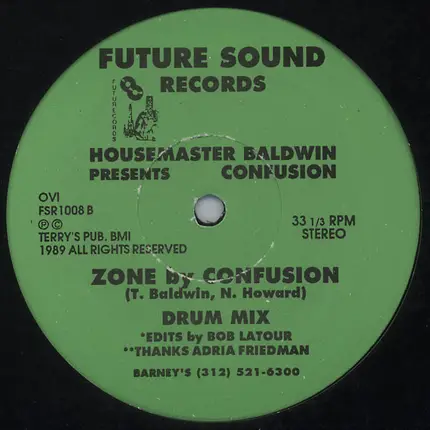 FUTURE SOUND
RECORDS
FUTURECORDS
HOUSEMASTER BALDWIN
PRESENTS CONFUSION
OVI
FSR1008 B
Ⓟ Ⓒ
TERRY'S PUB. BMI
1989 ALL RIGHTS RESERVED
33 1/3 RPM
STEREO
ZONE by CONFUSION
(T. Baldwin, N. Howard)
DRUM MIX
*EDITS by BOB LATOUR
**THANKS ADRIA FRIEDMAN
BARNEY'S (312) 521-6300